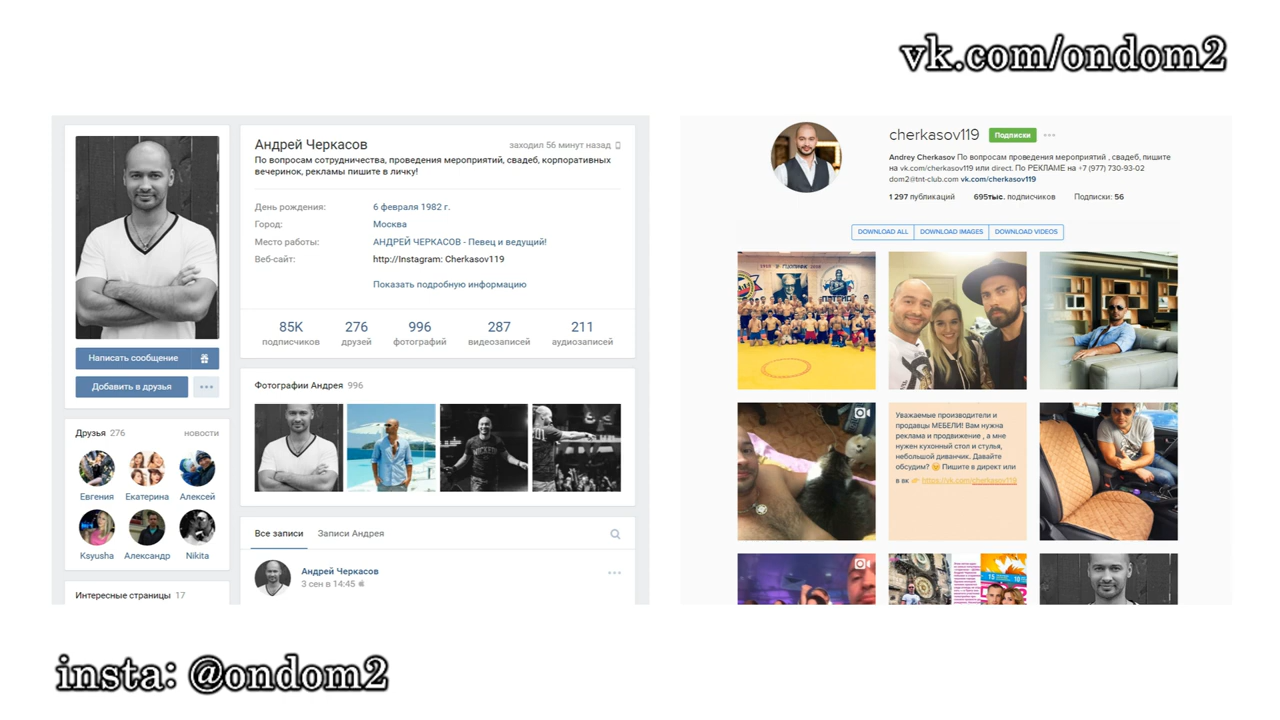 vk.com/ondom2
Андрей Черкасов
заходил 56 минут назад
По вопросам сотрудничества, проведения мероприятий, свадеб, корпоративных
вечеринок, рекламы пишите в личку!
День рождения: 6 февраля 1982 г.
Город: Москва
Место работы: АНДРЕЙ ЧЕРКАСОВ - Певец и ведущий!
Веб-сайт: http://Instagram: Cherkasov119
Показать подробную информацию
85K 276 996 287 211
подписчиков друзей фотографий видеозаписей аудиозаписей
Написать сообщение
Добавить в друзья
Фотографии Андрея 996
Друзья 276 новости
Евгения Екатерина Алексей
Ksyusha Александр Nikita
Интересные страницы 17
Все записи Записи Андрея
Андрей Черкасов
3 сен в 14:45
cherkasov119 Подписки
Andrey Cherkasov По вопросам проведения мероприятий , свадеб, пишите
на vk.com/cherkasov119 или direct. По РЕКЛАМЕ на +7 (977) 730-93-02
dom2@tnt-club.com vk.com/cherkasov119
1 297 публикаций 695тыс. подписчиков Подписки: 56
DOWNLOAD ALL DOWNLOAD IMAGES DOWNLOAD VIDEOS
Уважаемые производители и
продавцы МЕБЕЛИ! Вам нужна
реклама и продвижение , а мне
нужен кухонный стол и стулья,
небольшой диванчик. Давайте
обсудим? Пишите в директ или
в вк https://vk.com/cherkasov119
insta: @ondom2